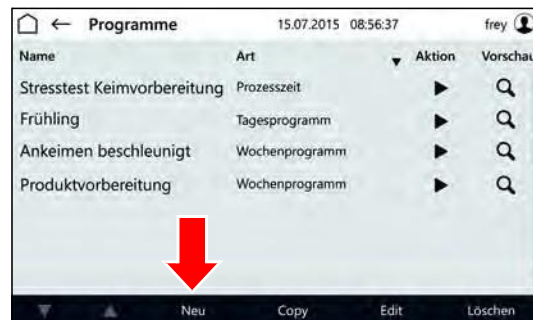 Programme 15.07.2015 08:56:37 frey
Name Art Aktion Vorschau
Stresstest Keimvorbereitung Prozesszeit
Frühling Tagesprogramm
Ankeimen beschleunigt Wochenprogramm
Produktvorbereitung Wochenprogramm
Neu Copy Edit Löschen